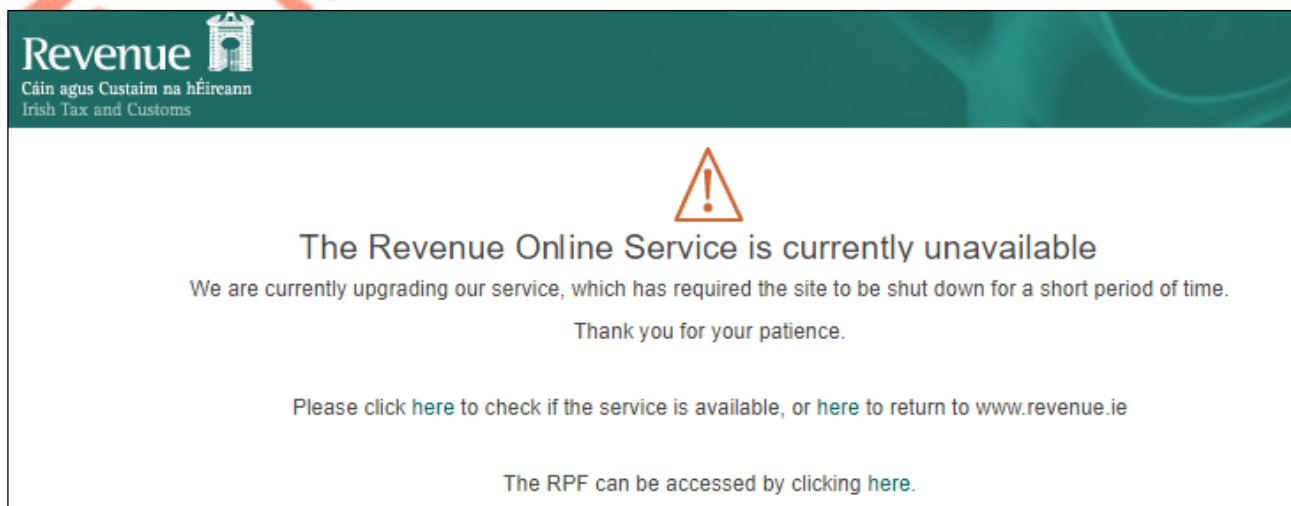 Revenue
Cáin agus Custaim na hÉireann
Irish Tax and Customs
The Revenue Online Service is currently unavailable
We are currently upgrading our service, which has required the site to be shut down for a short period of time.
Thank you for your patience.
Please click here to check if the service is available, or here to return to www.revenue.ie
The RPF can be accessed by clicking here.